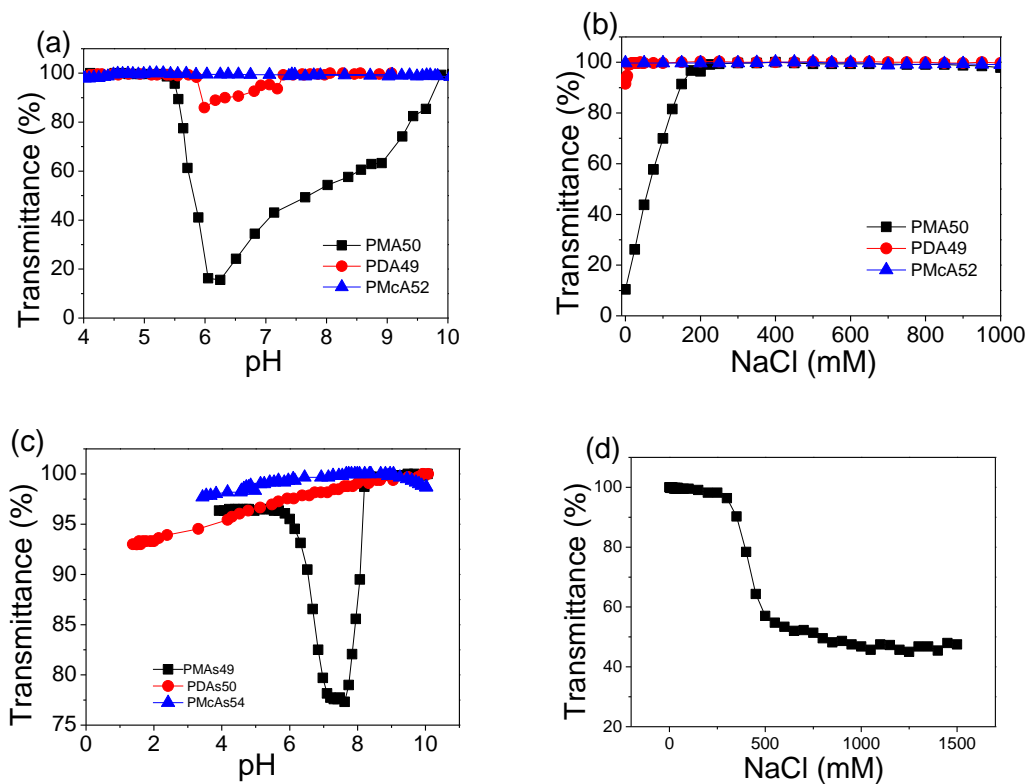 (a)
Transmittance (%)
100
80
60
40
20
0
PMA50
PDA49
PMcA52
4 5 6 7 8 9 10
pH
(b)
Transmittance (%)
100
80
60
40
20
0
PMA50
PDA49
PMcA52
0 200 400 600 800 1000
NaCl (mM)
(c)
Transmittance (%)
100
95
90
85
80
75
PMAs49
PDAs50
PMcAs54
0 2 4 6 8 10
pH
(d)
Transmittance (%)
100
80
60
40
20
0 500 1000 1500
NaCl (mM)